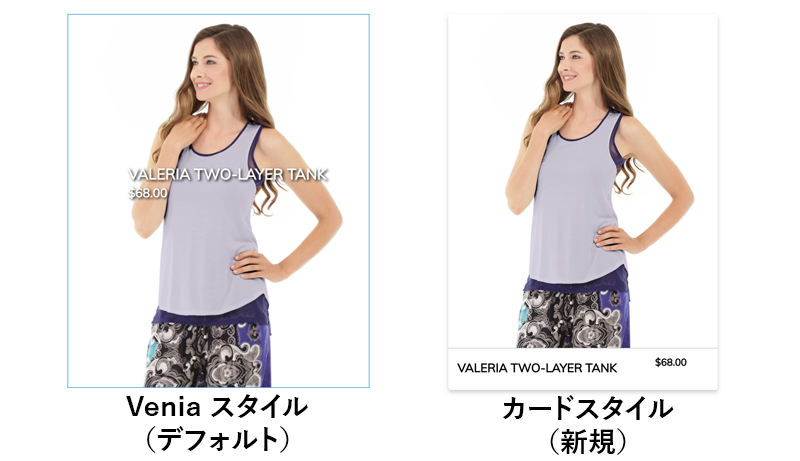 VALERIA TWO-LAYER TANK
$68.00
VALERIA TWO-LAYER TANK
$68.00
Venia スタイル
（デフォルト）
カードスタイル
（新規）